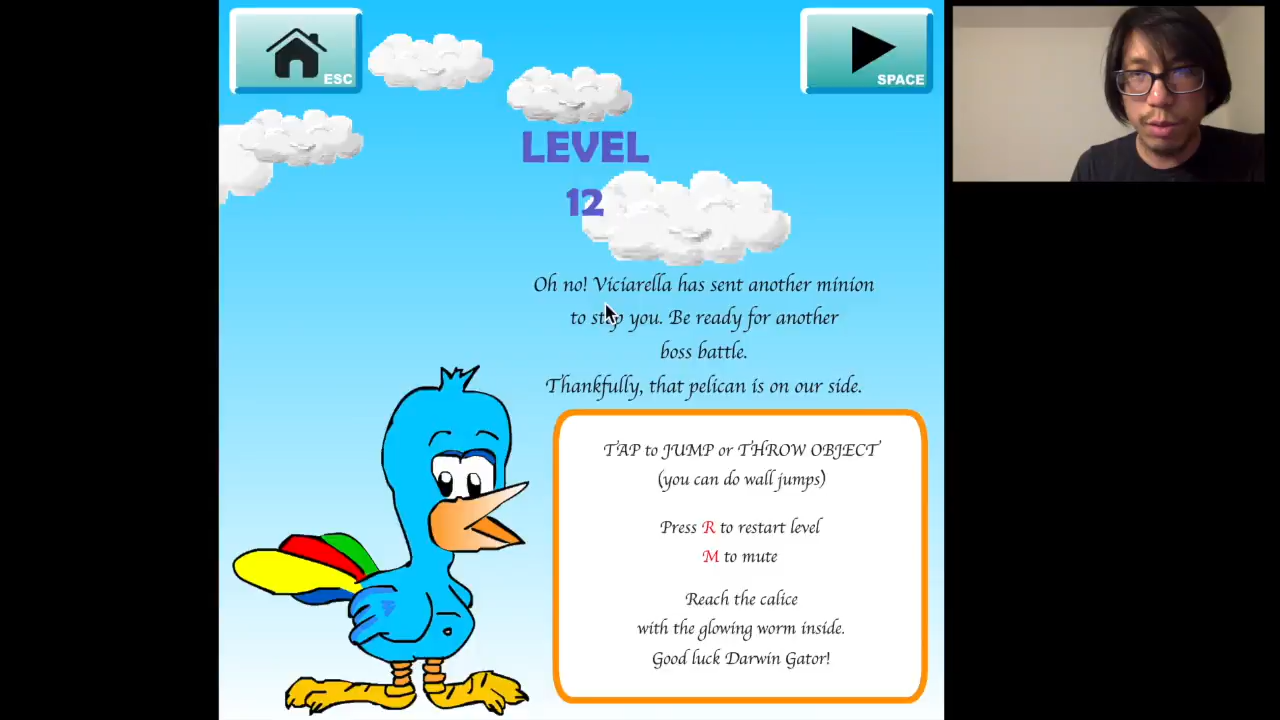 ESC
SPACE
LEVEL
12
Oh no! Viciarella has sent another minion
to stop you. Be ready for another
boss battle.
Thankfully, that pelican is on our side.
TAP to JUMP or THROW OBJECT
(you can do wall jumps)
Press R to restart level
M to mute
Reach the calice
with the glowing worm inside.
Good luck Darwin Gator!